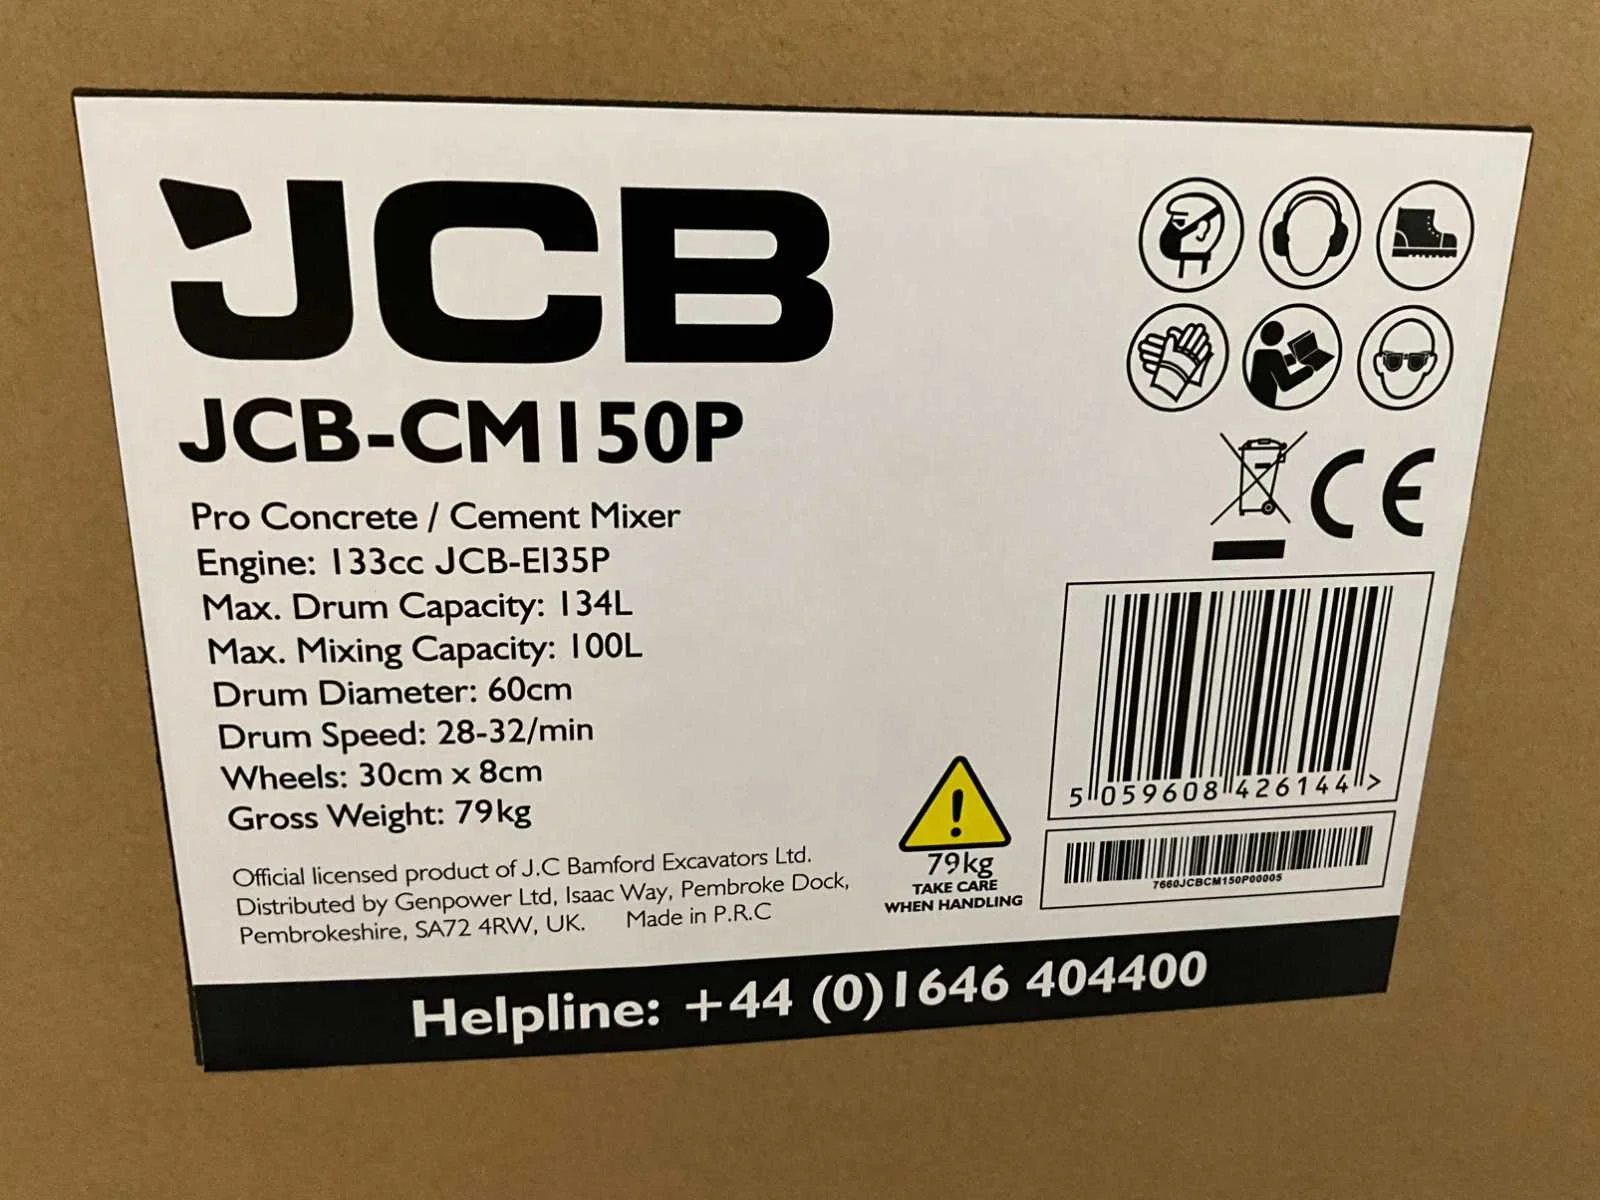 JCB
JCB-CM150P
Pro Concrete / Cement Mixer
Engine: 133cc JCB-E135P
Max. Drum Capacity: 134L
Max. Mixing Capacity: 100L
Drum Diameter: 60cm
Drum Speed: 28-32/min
Wheels: 30cm x 8cm
Gross Weight: 79kg
Official licensed product of J.C Bamford Excavators Ltd.
Distributed by Genpower Ltd, Isaac Way, Pembroke Dock,
Pembrokeshire, SA72 4RW, UK. Made in P.R.C
CE
5 059608 426144 >
7660JCBCM150P00005
79kg
TAKE CARE
WHEN HANDLING
Helpline: +44 (0)1646 404400